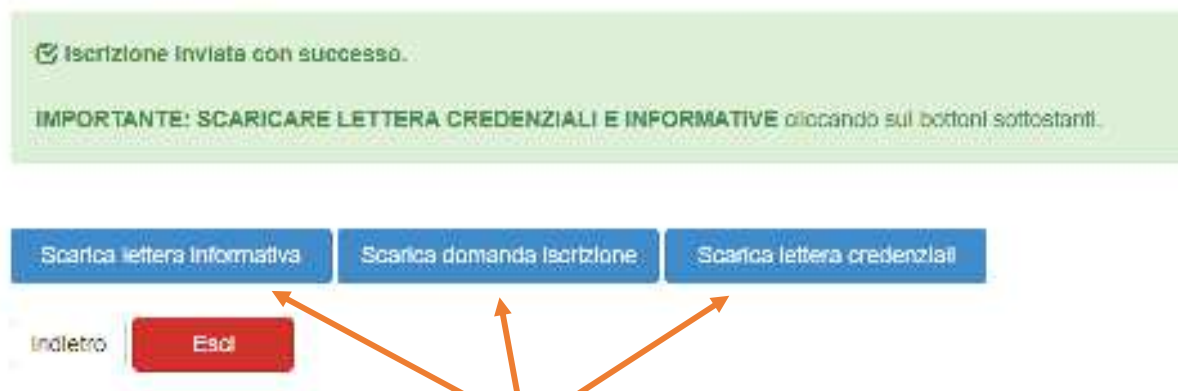 Iscrizione inviata con successo.
IMPORTANTE: SCARICARE LETTERA CREDENZIALI E INFORMATIVE cliccando sui bottoni sottostanti.
Scarica lettera informativa Scarica domanda iscrizione Scarica lettera credenziali
Indietro Esci